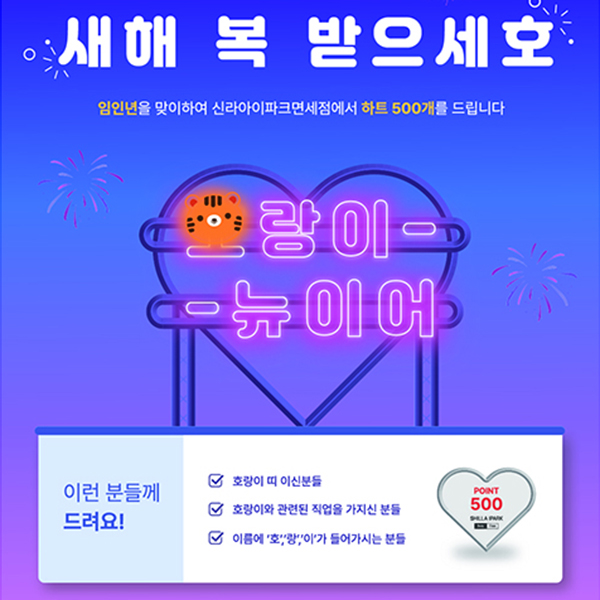 새해 복 받으세호
임인년을 맞이하여 신라아이파크면세점에서 하트 500개를 드립니다
호랑이-
-뉴이어
이런 분들께
드려요!
호랑이 띠 이신분들
호랑이와 관련된 직업을 가지신 분들
이름에 '호','랑','이'가 들어가시는 분들
POINT
500
SHILLA IPARK